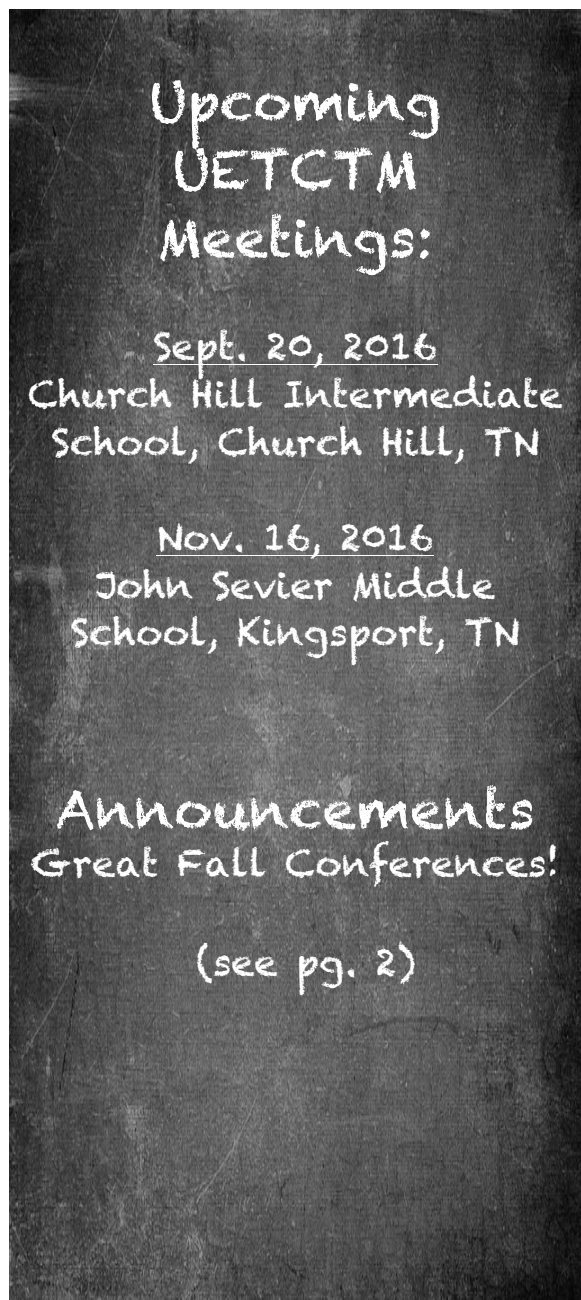 Upcoming
UETCTM
Meetings:
Sept. 20, 2016
Church Hill Intermediate
School, Church Hill, TN
Nov. 16, 2016
John Sevier Middle
School, Kingsport, TN
Announcements
Great Fall Conferences!
(see pg. 2)